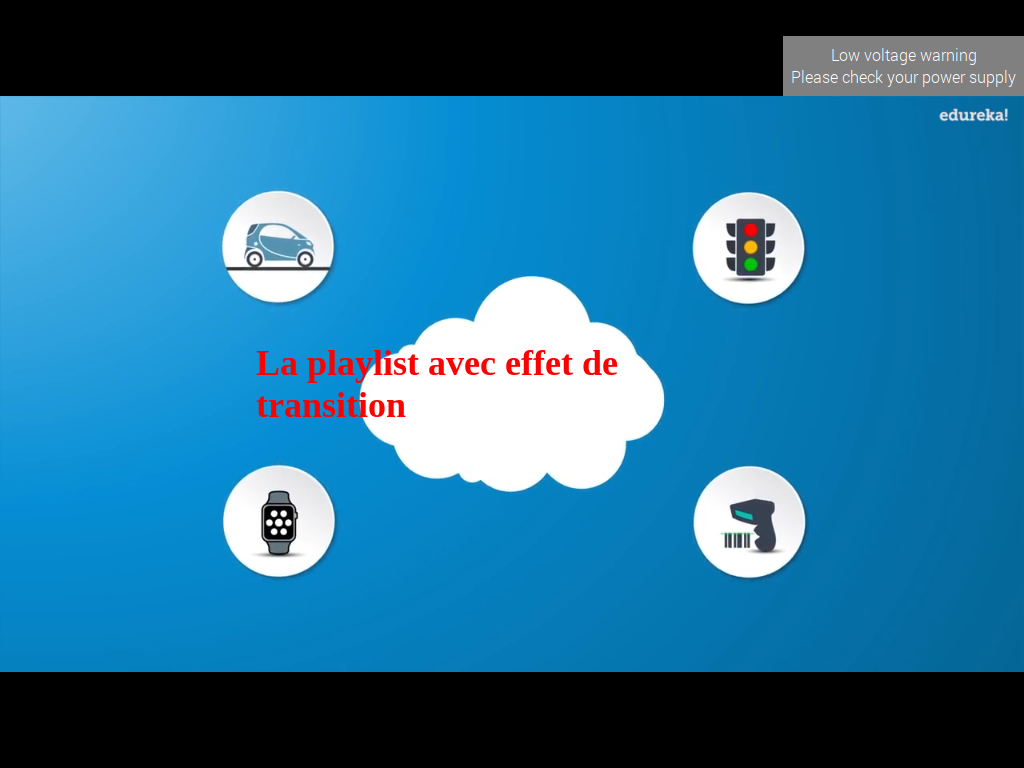 Low voltage warning
Please check your power supply
edureka!
La playlist avec effet de
transition